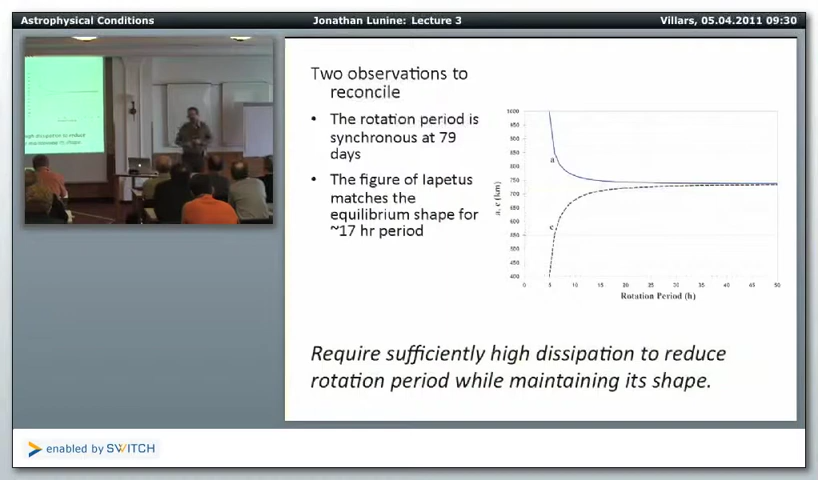 Astrophysical Conditions
Jonathan Lunine: Lecture 3
Villars, 05.04.2011 09:30
Two observations to
reconcile
• The rotation period is
synchronous at 79
days
• The figure of Iapetus
matches the
equilibrium shape for
~17 hr period
1000
950
900
850
800
750
700
650
600
550
500
450
400
a, c (km)
a
c
0 5 10 15 20 25 30 35 40 45 50
Rotation Period (h)
Require sufficiently high dissipation to reduce
rotation period while maintaining its shape.
enabled by SWITCH